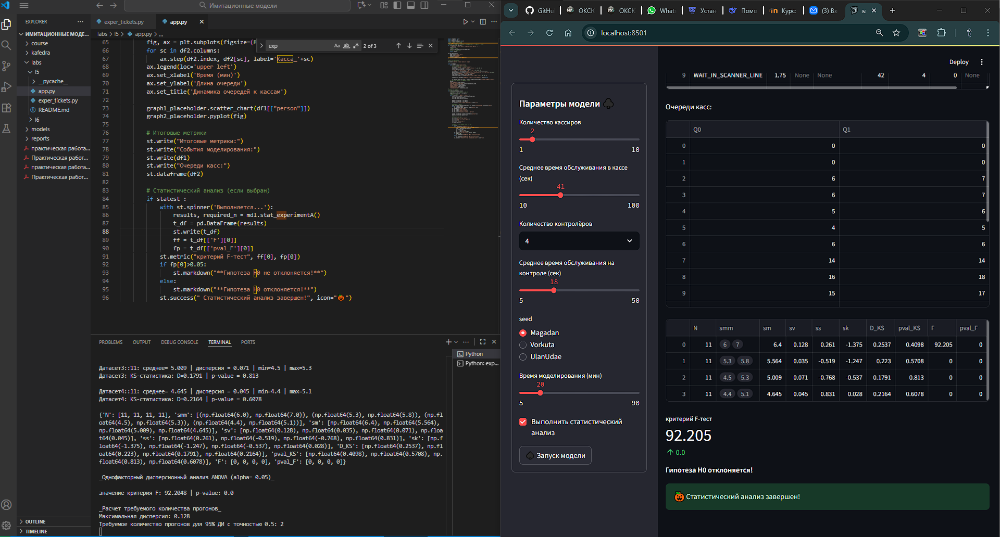 Имитационные модели
EXPLORER
ИМИТАЦИОННЫЕ МОДЕ...
course
kafedra
labs
l5
__pycache__
app.py
exper_tickets.py
README.md
l6
models
reports
практическая работа...
Практическая работ...
практическая работа...
Практическая работ...
OUTLINE
TIMELINE
exper_tickets.py
app.py
labs > l5 > app.py > ...
exp
Aa ab 2 of 3
65 fig, ax = plt.subplots(figsize=(8
66 for sc in df2.columns:
67 ax.step(df2.index, df2[sc], label='Касса_'+sc)
68 ax.legend(loc='upper left')
69 ax.set_xlabel('Время (мин)')
70 ax.set_ylabel('Длина очереди')
71 ax.set_title('Динамика очередей к кассам')
72
73 graph1_placeholder.scatter_chart(df1[["person"]])
74 graph2_placeholder.pyplot(fig)
75
76 # Итоговые метрики
77 st.write("Итоговые метрики:")
78 st.write("События моделирования:")
79 st.write(df1)
80 st.write("Очереди касс:")
81 st.dataframe(df2)
82
83 # Статистический анализ (если выбран)
84 if statest :
85 with st.spinner('Выполняется...'):
86 results, required_n = mdl.stat_experimentA()
87 t_df = pd.DataFrame(results)
88 st.write(t_df)
89 ff = t_df[['F'][0]]
90 fp = t_df[['pval_F'][0]]
91 st.metric("критерий F-тест", ff[0], fp[0])
92 if fp[0]>0.05:
93 st.markdown("**Гипотеза H0 не отклоняется!**")
94 else:
95 st.markdown("**Гипотеза H0 отклоняется!**")
96 st.success(" Статистический анализ завершен!", icon="🎃")
PROBLEMS OUTPUT DEBUG CONSOLE TERMINAL PORTS
Python
Python: exp...
Датасет3::11: среднее= 5.009 | дисперсия = 0.071 | min=4.5 | max=5.3
Датасет3: KS-статистика: D=0.1791 | p-value = 0.813
Датасет4::11: среднее= 4.645 | дисперсия = 0.045 | min=4.4 | max=5.1
Датасет4: KS-статистика: D=0.2164 | p-value = 0.6078
{'N': [11, 11, 11, 11], 'smm': [(np.float64(6.0), np.float64(7.0)), (np.float64(5.3), np.float64(5.8)), (np.fl
oat64(4.5), np.float64(5.3)), (np.float64(4.4), np.float64(5.1))], 'sm': [np.float64(6.4), np.float64(5.564),
np.float64(5.009), np.float64(4.645)], 'sv': [np.float64(0.128), np.float64(0.035), np.float64(0.071), np.floa
t64(0.045)], 'ss': [np.float64(0.261), np.float64(-0.519), np.float64(-0.768), np.float64(0.831)], 'sk': [np.f
loat64(-1.375), np.float64(-1.247), np.float64(-0.537), np.float64(0.028)], 'D_KS': [np.float64(0.2537), np.fl
oat64(0.223), np.float64(0.1791), np.float64(0.2164)], 'pval_KS': [np.float64(0.4098), np.float64(0.5708), np.
float64(0.813), np.float64(0.6078)], 'F': [0, 0, 0, 0], 'pval_F': [0, 0, 0, 0]}
_Однофакторный дисперсионный анализ ANOVA (alpha= 0.05)_
значение критерия F: 92.2048 | p-value: 0.0
_Расчет требуемого количества прогонов_
Максимальная дисперсия: 0.128
Требуемое количество прогонов для 95% ДИ с точностью 0.5: 2
GitHu
ОКСК
ОКСК
Whats
Устан
Помо
Курс:
(3) Вх
localhost:8501
Deploy
Параметры модели
Количество кассиров
2
1 10
Среднее время обслуживания в кассе
(сек)
41
10 100
Количество контролёров
4
Среднее время обслуживания на
контроле (сек)
18
5 50
seed
Magadan
Vorkuta
UlanUdae
Время моделирования (мин)
20
5 90
Выполнить статистический
анализ
Запуск модели
9 WAIT_IN_SCANNER_LINE 1.75 None None 42 4 0 None
Очереди касс:
Q0 Q1
0 0 0
1 0 0
2 6 7
3 6 7
4 5 6
5 4 5
6 6 6
7 14 14
8 16 18
9 15 17
N smm sm sv ss sk D_KS pval_KS F pval_F
0 11 6 7 6.4 0.128 0.261 -1.375 0.2537 0.4098 92.205 0
1 11 5.3 5.8 5.564 0.035 -0.519 -1.247 0.223 0.5708 0 0
2 11 4.5 5.3 5.009 0.071 -0.768 -0.537 0.1791 0.813 0 0
3 11 4.4 5.1 4.645 0.045 0.831 0.028 0.2164 0.6078 0 0
критерий F-тест
92.205
0.0
Гипотеза H0 отклоняется!
Статистический анализ завершен!